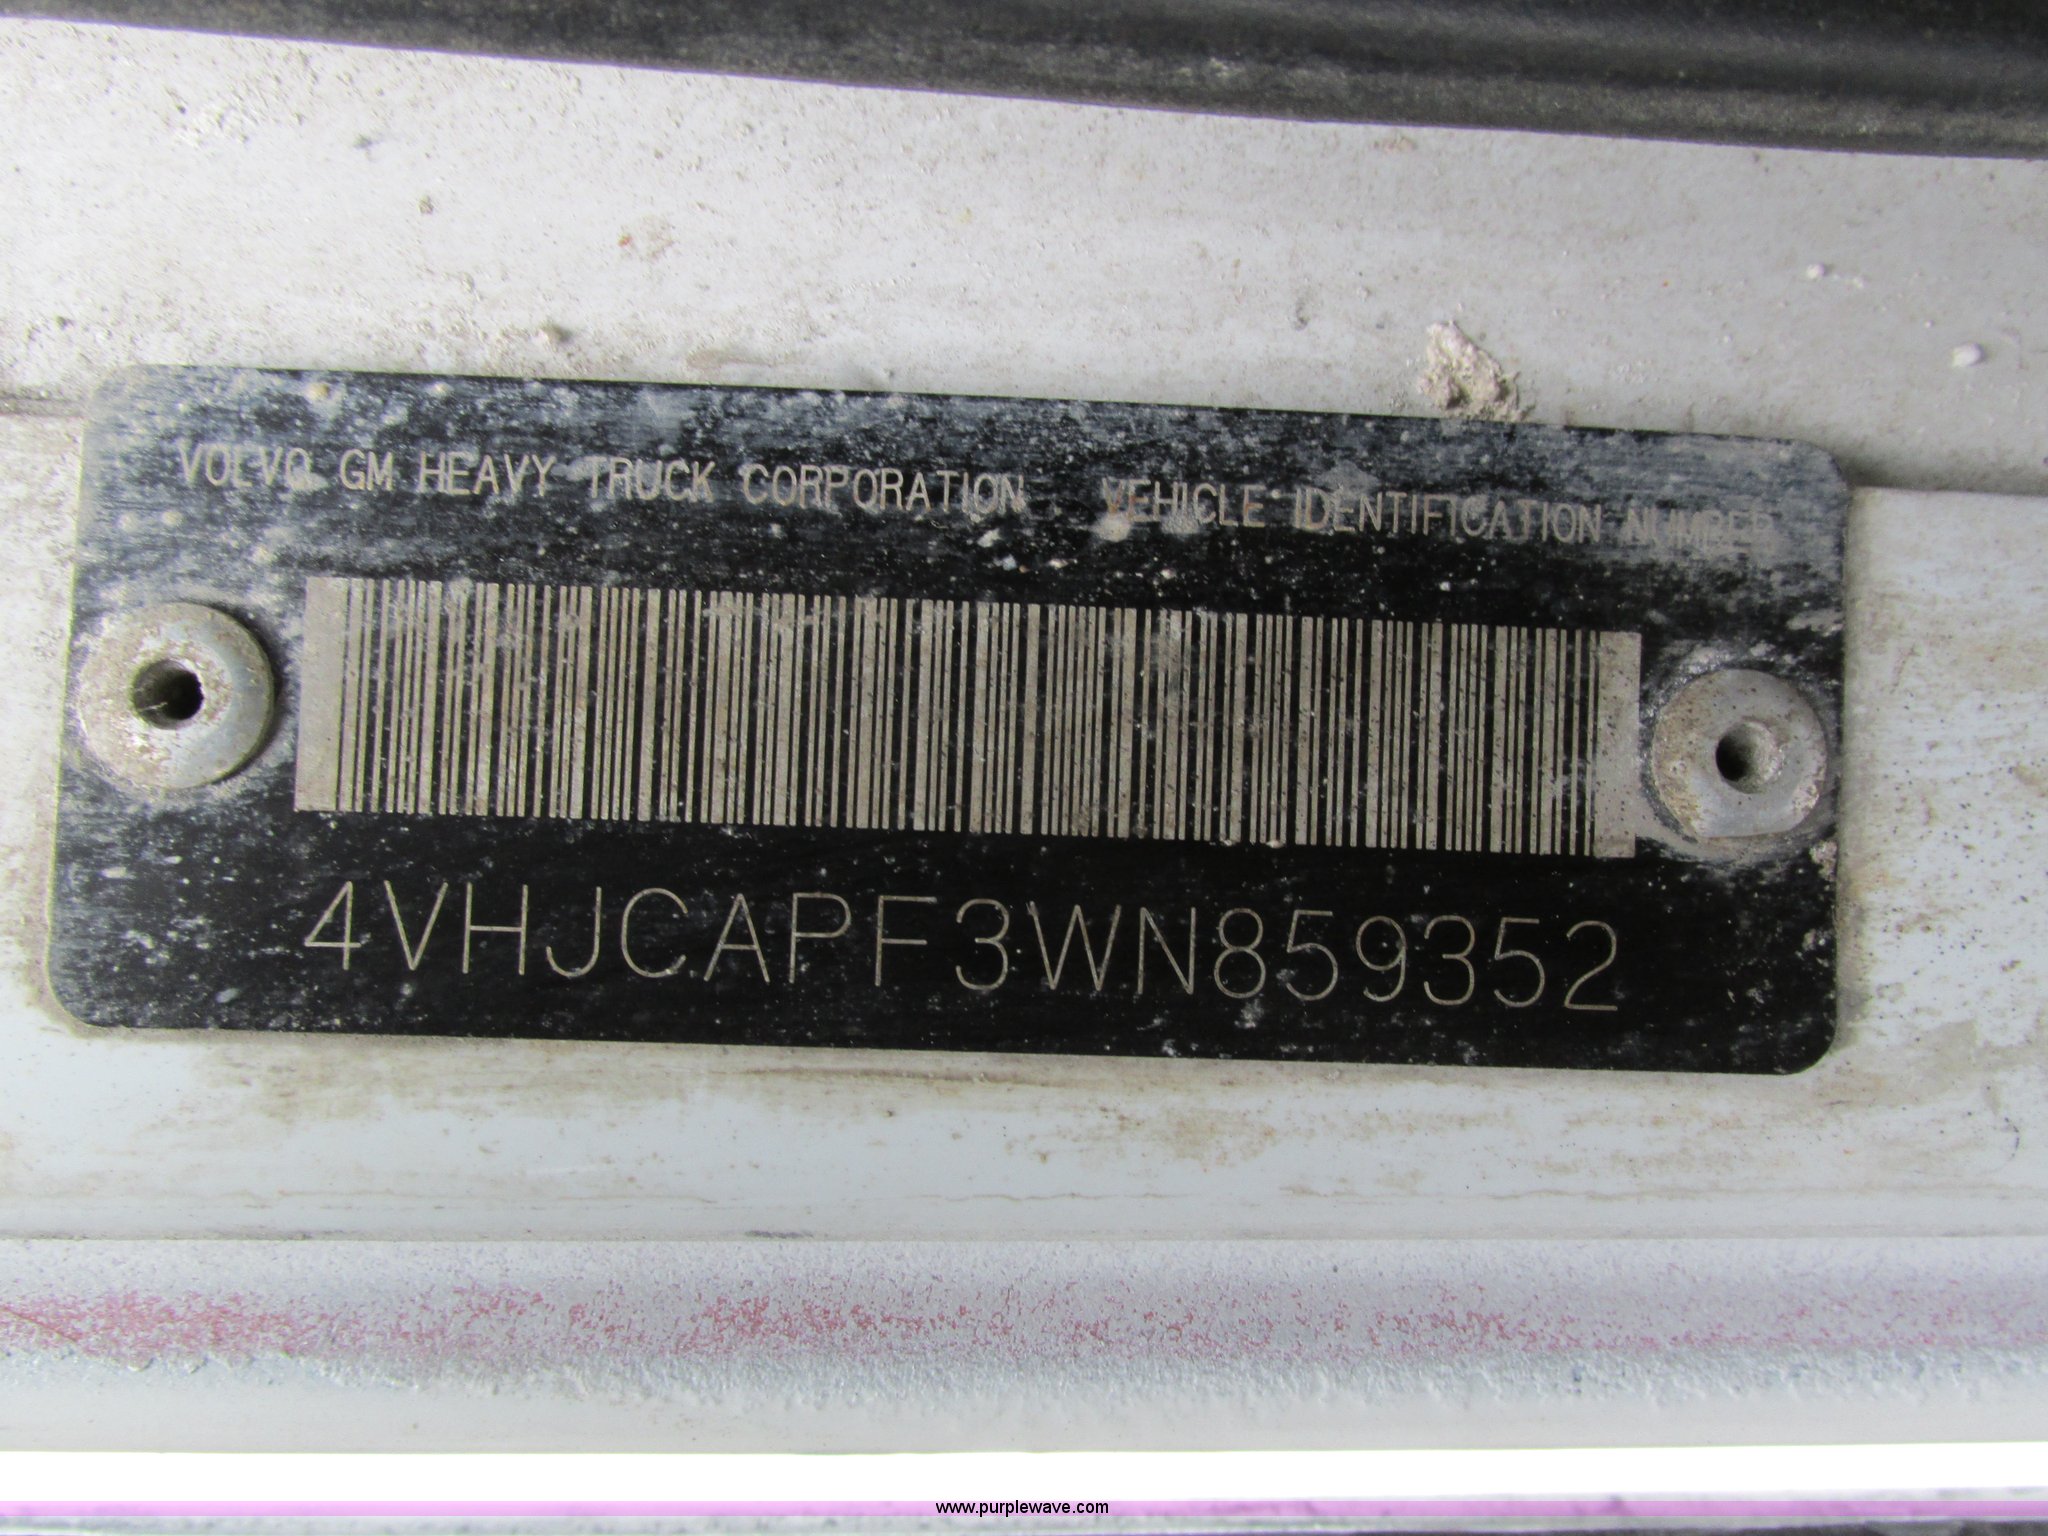 VOLVO GM HEAVY TRUCK CORPORATION VEHICLE IDENTIFICATION NUMBER
4VHJCAPF3WN859352
www.purplewave.com